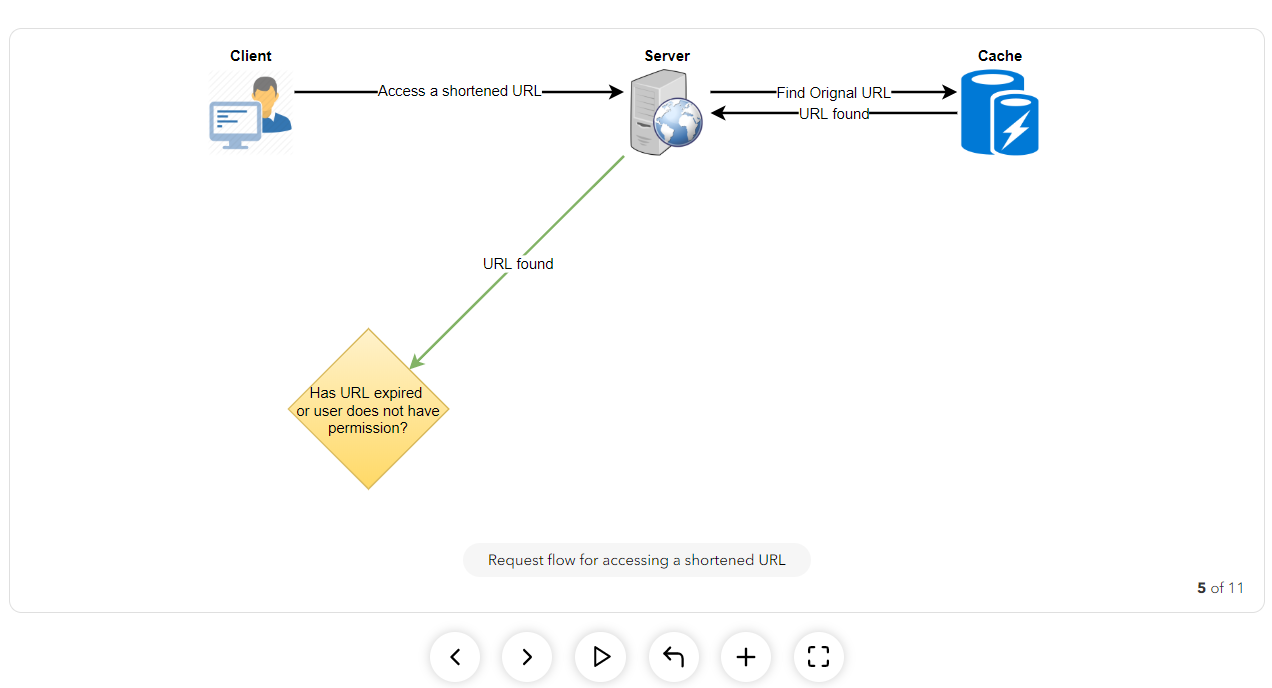 Client
Server
Cache
Access a shortened URL
Find Orignal URL
URL found
URL found
Has URL expired
or user does not have
permission?
Request flow for accessing a shortened URL
5 of 11